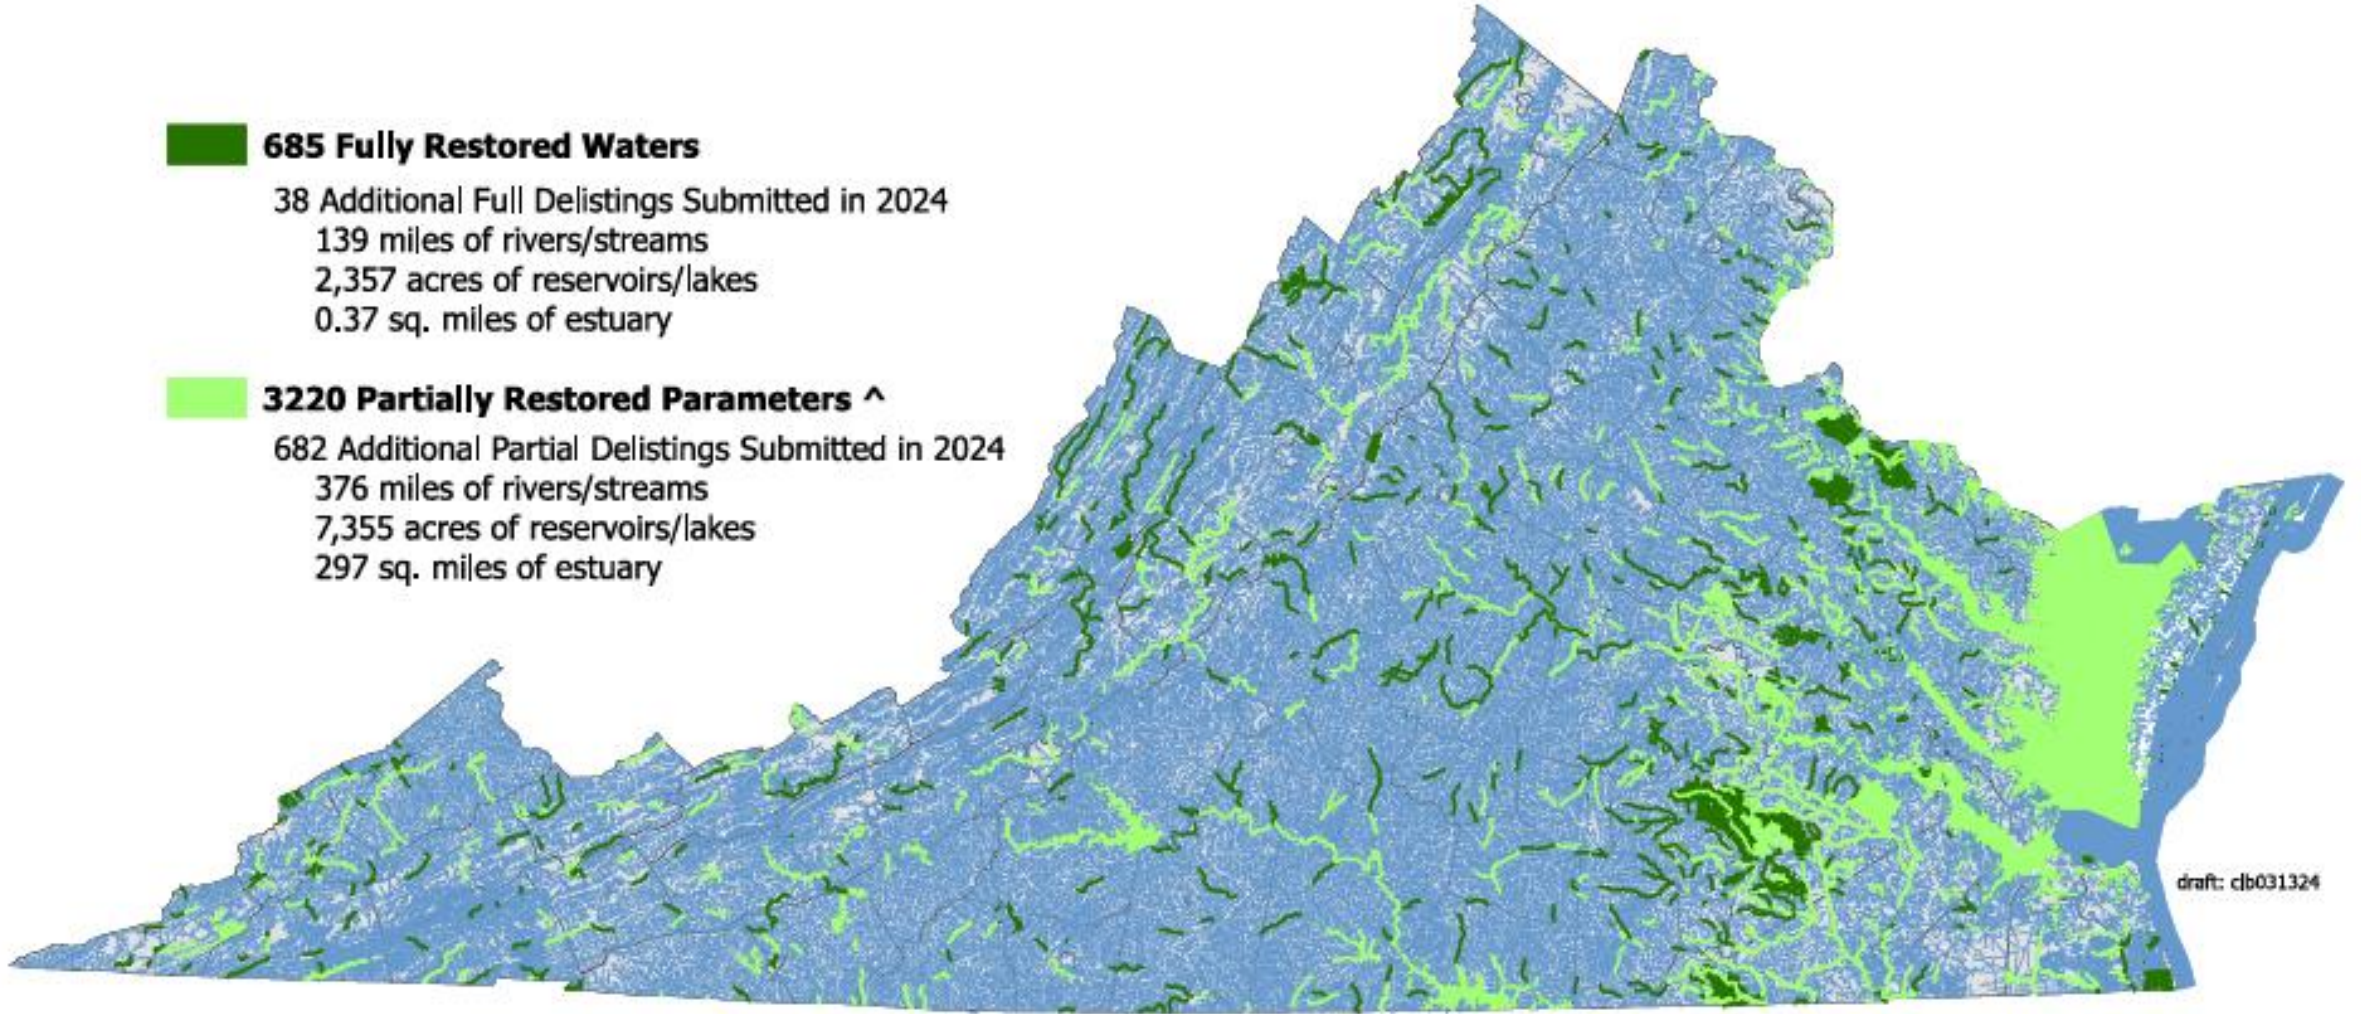 685 Fully Restored Waters
38 Additional Full Delistings Submitted in 2024
139 miles of rivers/streams
2,357 acres of reservoirs/lakes
0.37 sq. miles of estuary
3220 Partially Restored Parameters ^
682 Additional Partial Delistings Submitted in 2024
376 miles of rivers/streams
7,355 acres of reservoirs/lakes
297 sq. miles of estuary
draft: clb031324